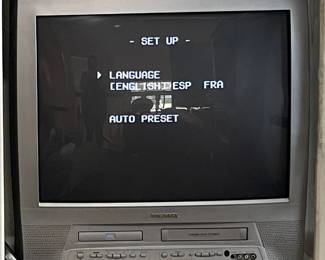 - SET UP -
LANGUAGE
[ENGLISH] ESP FRA
AUTO PRESET